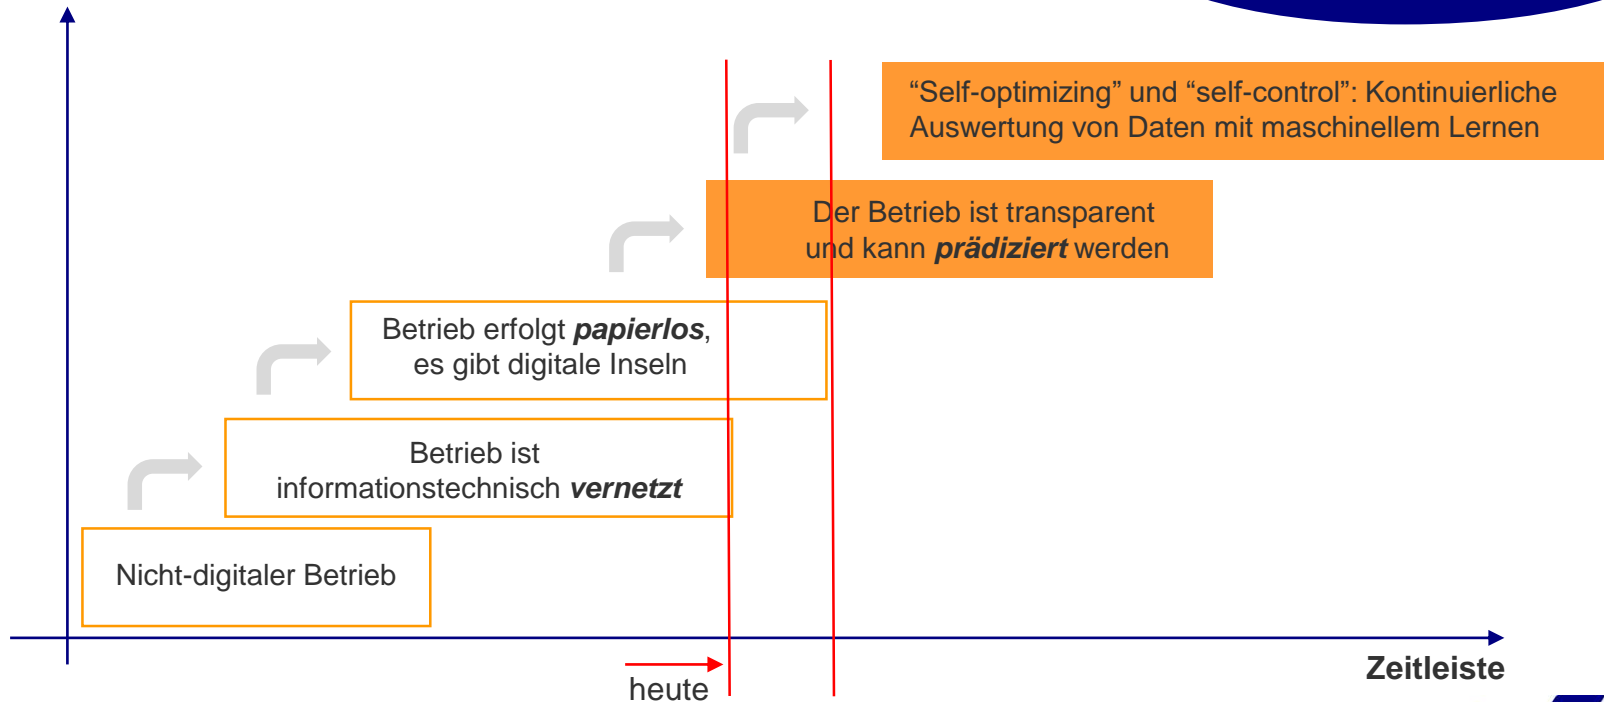 “Self-optimizing” und “self-control”: Kontinuierliche
Auswertung von Daten mit maschinellem Lernen
Der Betrieb ist transparent
und kann prädiziert werden
Betrieb erfolgt papierlos,
es gibt digitale Inseln
Betrieb ist
informationstechnisch vernetzt
Nicht-digitaler Betrieb
Zeitleiste
heute